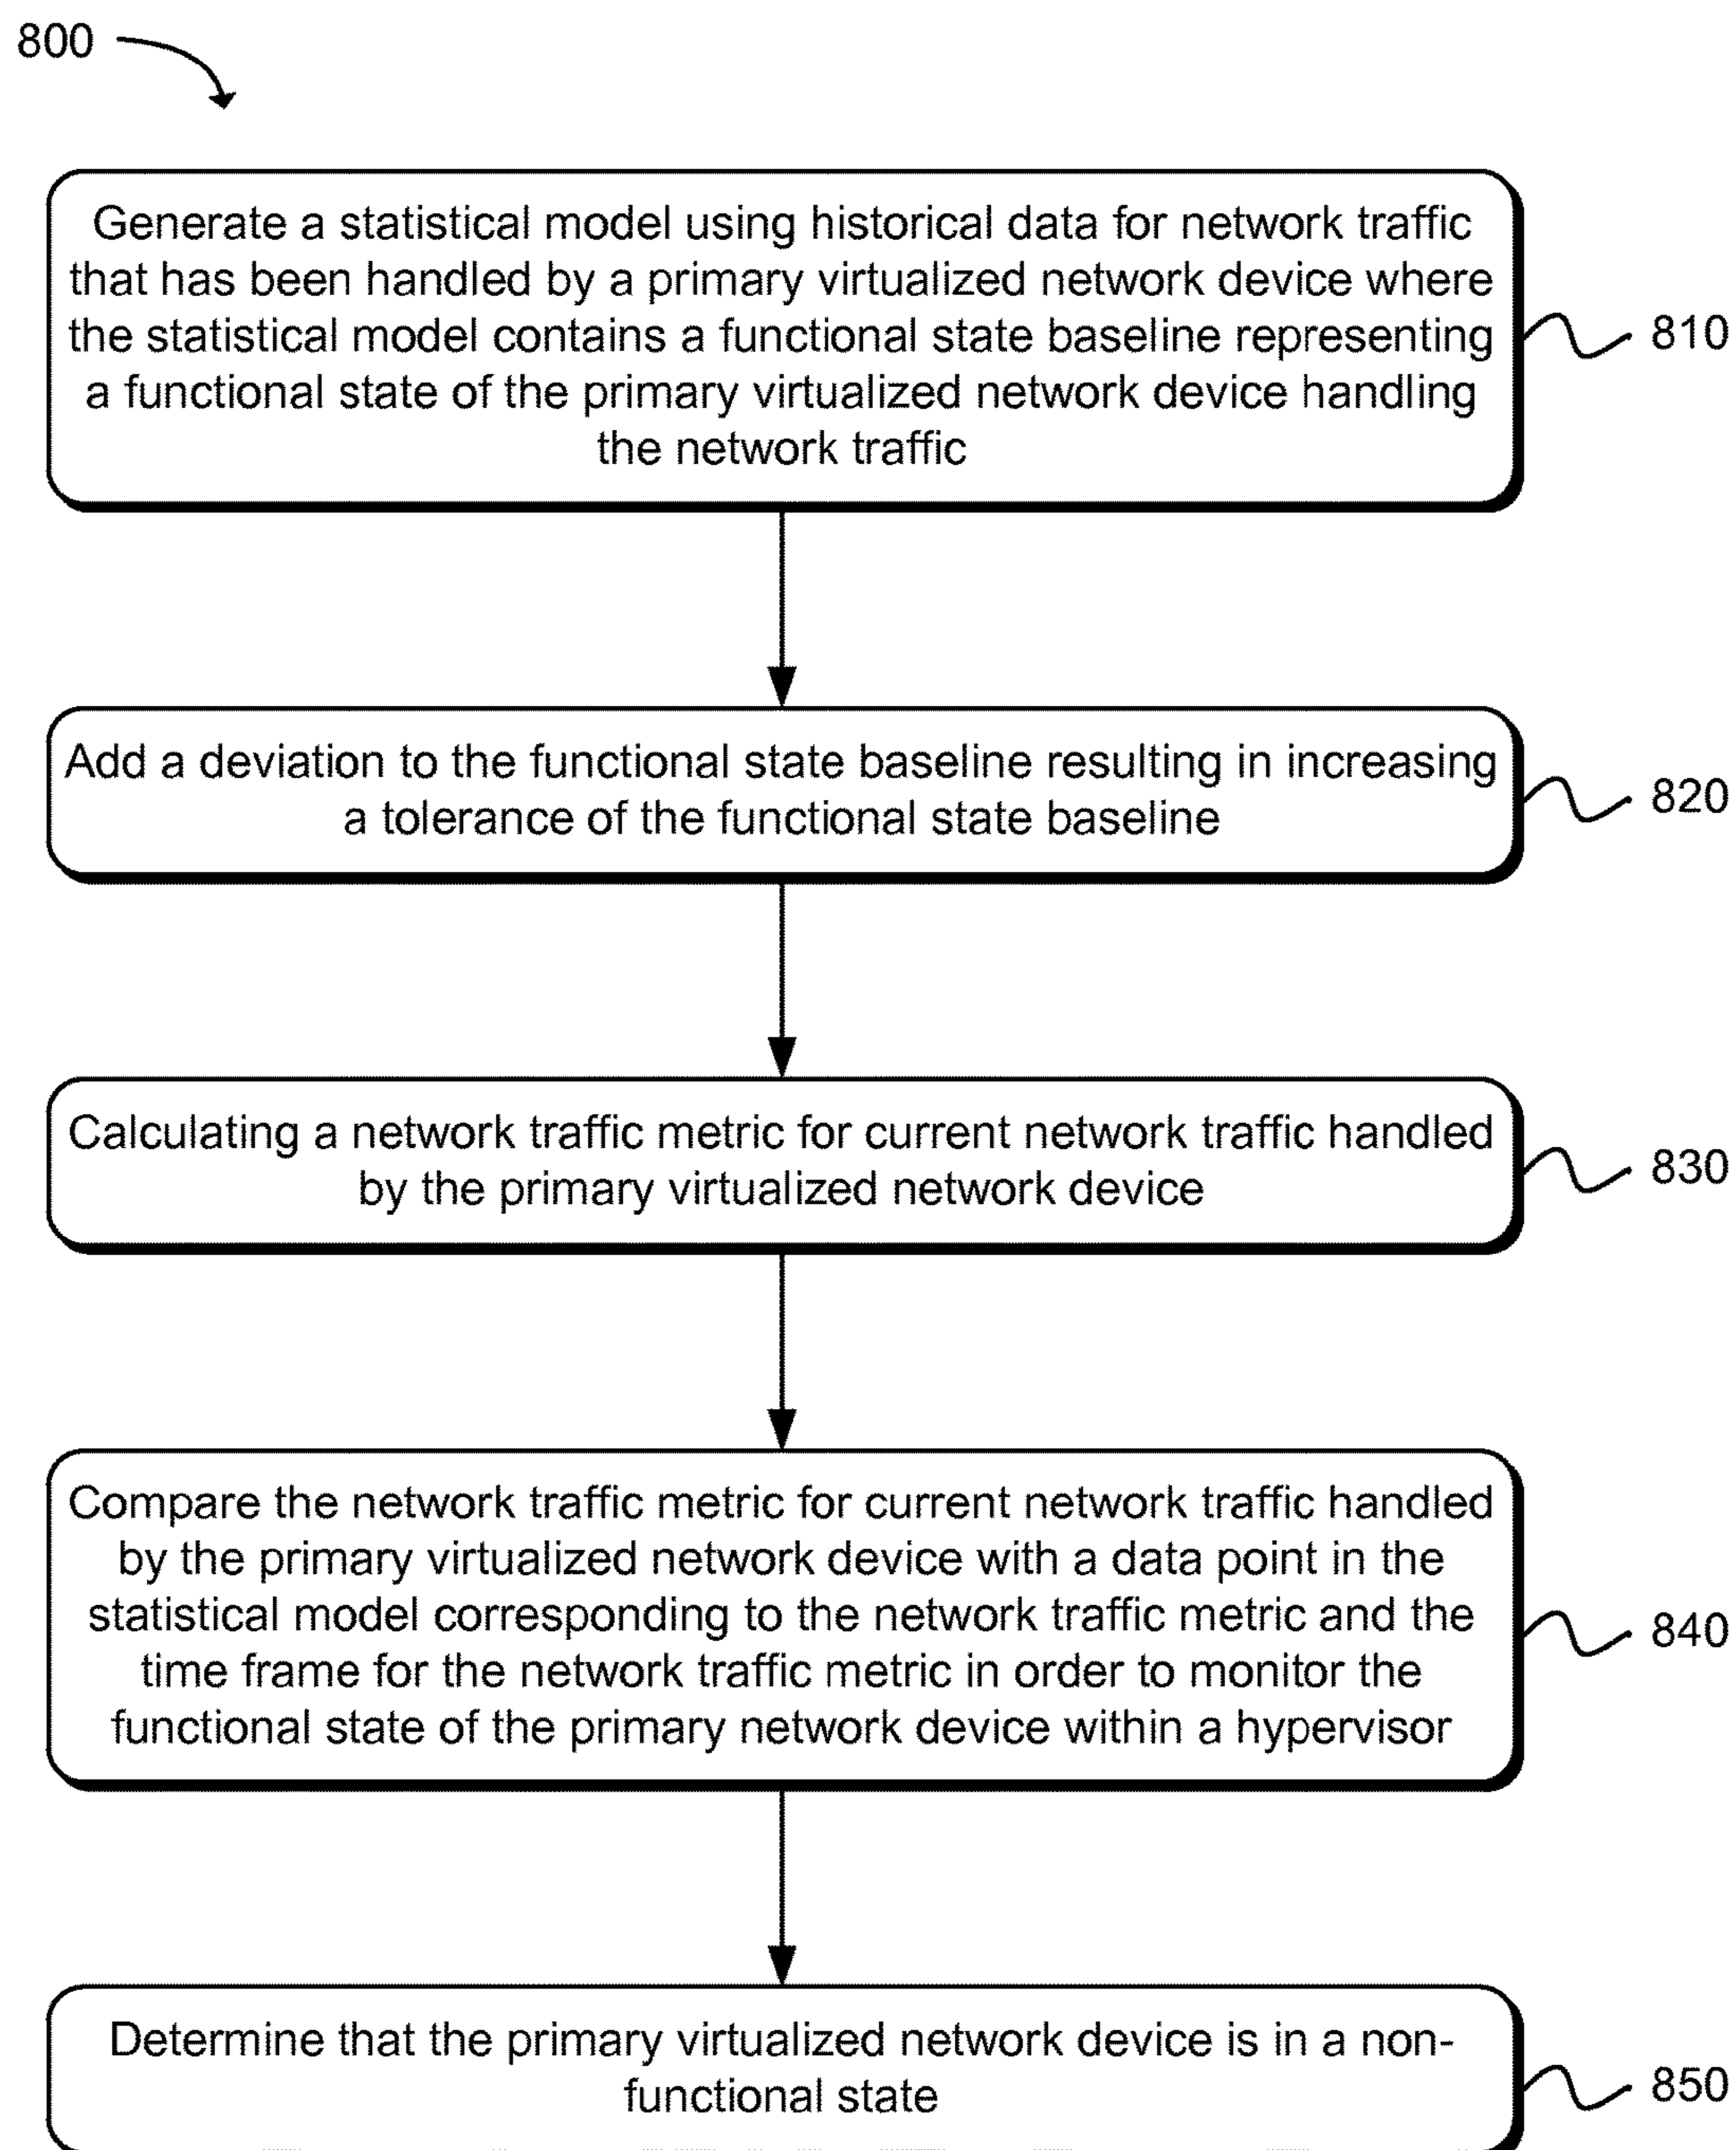 800
Generate a statistical model using historical data for network traffic
that has been handled by a primary virtualized network device where
the statistical model contains a functional state baseline representing
a functional state of the primary virtualized network device handling
the network traffic
810
Add a deviation to the functional state baseline resulting in increasing
a tolerance of the functional state baseline
820
Calculating a network traffic metric for current network traffic handled
by the primary virtualized network device
830
Compare the network traffic metric for current network traffic handled
by the primary virtualized network device with a data point in the
statistical model corresponding to the network traffic metric and the
time frame for the network traffic metric in order to monitor the
functional state of the primary network device within a hypervisor
840
Determine that the primary virtualized network device is in a non-
functional state
850